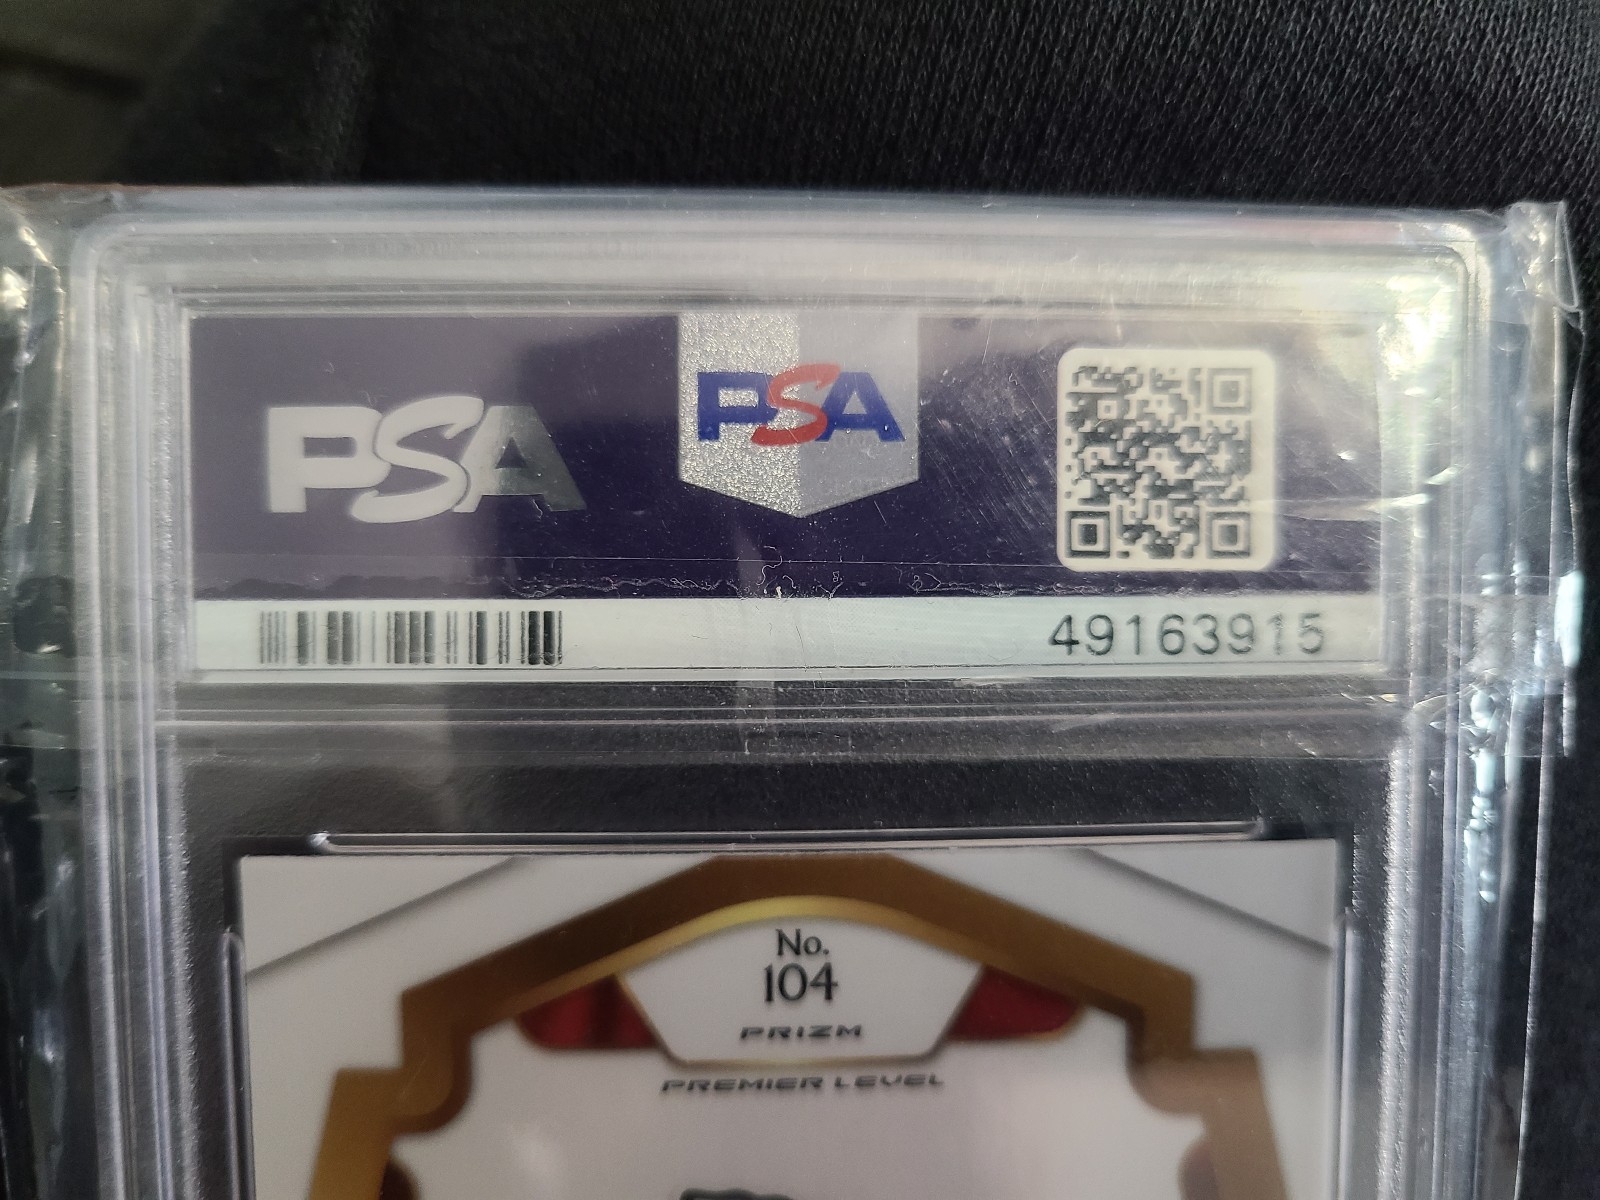 PSA
PSA
49163915
No.
104
PRIZM
PREMIER LEVEL